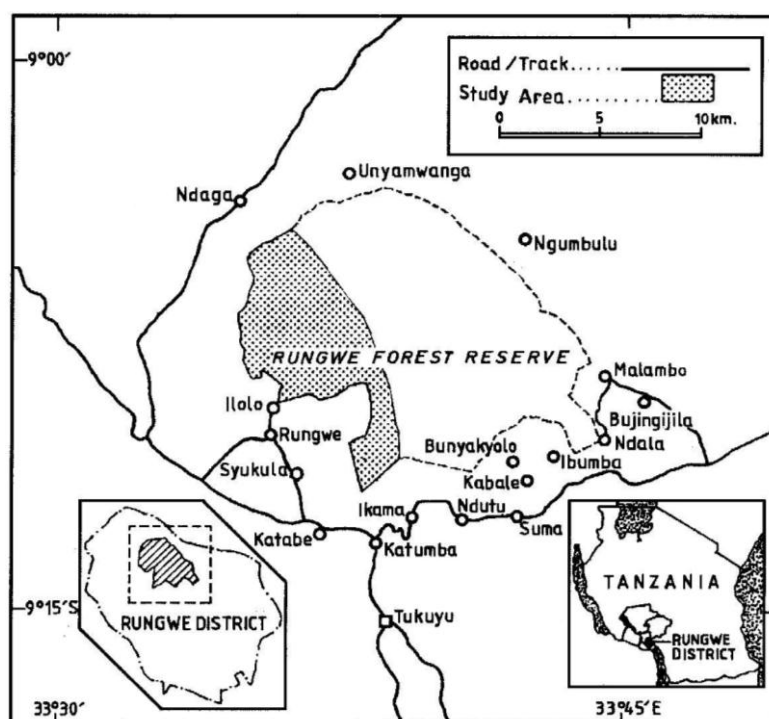 9°00'
Road/Track
Study Area
0 5 10 km.
Unyamwanga
Ndaga
Ngumbulu
RUNGWE FOREST RESERVE
Malambo
Ilolo
Bujingijila
Rungwe
Ndala
Bunyakyolo
Ibumba
Syukula
Kabale
Ikama
Ndutu
Suma
Katabe
Katumba
TANZANIA
9°15'S
RUNGWE DISTRICT
Tukuyu
RUNGWE
DISTRICT
33°30'
33°45'E